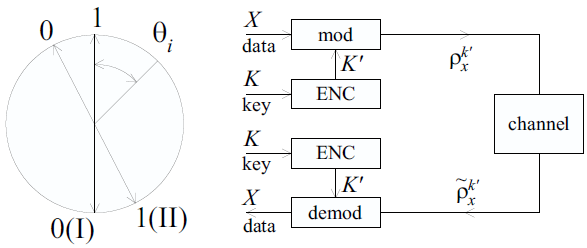 0
1
θi
0(I)
1(II)
X
data
mod
K'
K
key
ENC
ρxk'
channel
K
key
ENC
K'
X
data
demod
ρ̃xk'